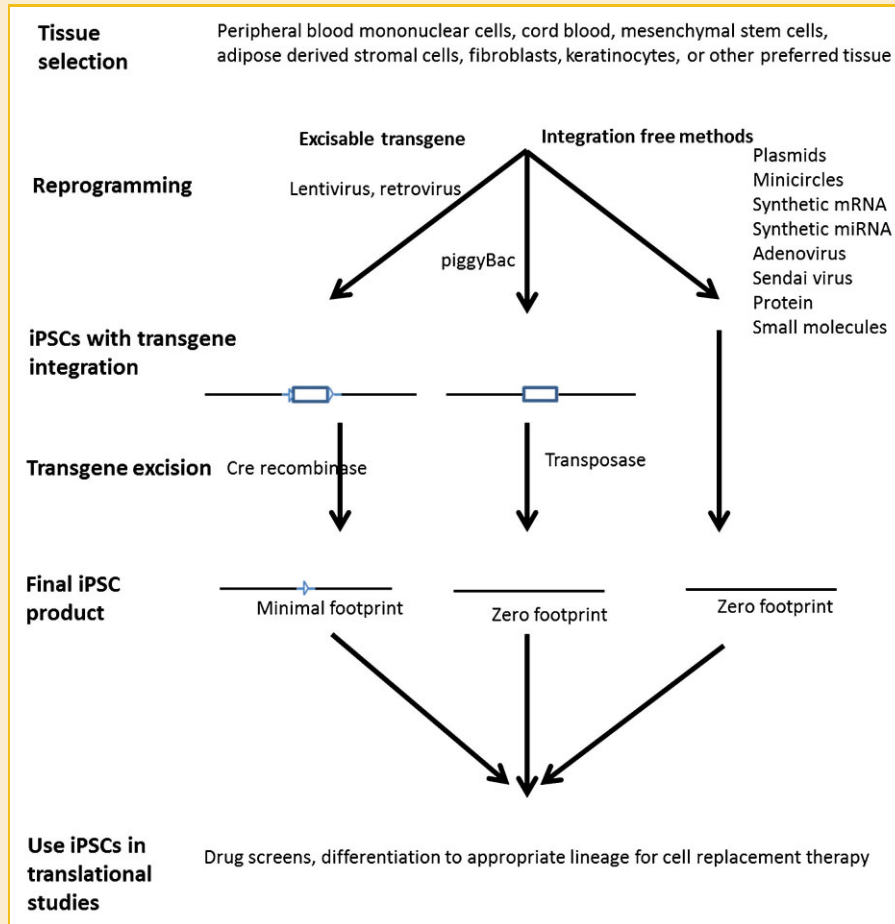 Tissue
selection
Peripheral blood mononuclear cells, cord blood, mesenchymal stem cells,
adipose derived stromal cells, fibroblasts, keratinocytes, or other preferred tissue
Excisable transgene
Integration free methods
Reprogramming
Lentivirus, retrovirus
piggyBac
Plasmids
Minicircles
Synthetic mRNA
Synthetic miRNA
Adenovirus
Sendai virus
Protein
Small molecules
iPSCs with transgene
integration
Transgene excision
Cre recombinase
Transposase
Final iPSC
product
Minimal footprint
Zero footprint
Zero footprint
Use iPSCs in
translational
studies
Drug screens, differentiation to appropriate lineage for cell replacement therapy